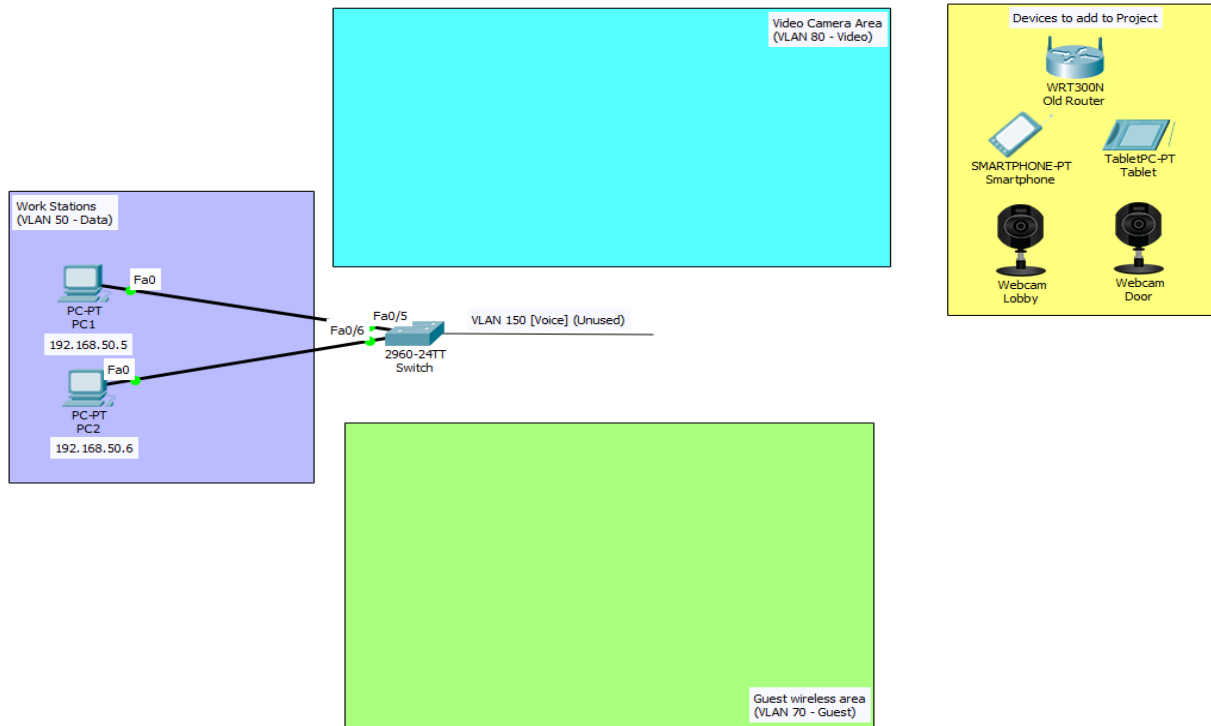 Video Camera Area
(VLAN 80 - Video)
Devices to add to Project
WRT300N
Old Router
SMARTPHONE-PT
Smartphone
TabletPC-PT
Tablet
Webcam
Lobby
Webcam
Door
Work Stations
(VLAN 50 - Data)
Fa0
PC-PT
PC1
192.168.50.5
Fa0
PC-PT
PC2
192.168.50.6
Fa0/5
Fa0/6
2960-24TT
Switch
VLAN 150 [Voice] (Unused)
Guest wireless area
(VLAN 70 - Guest)